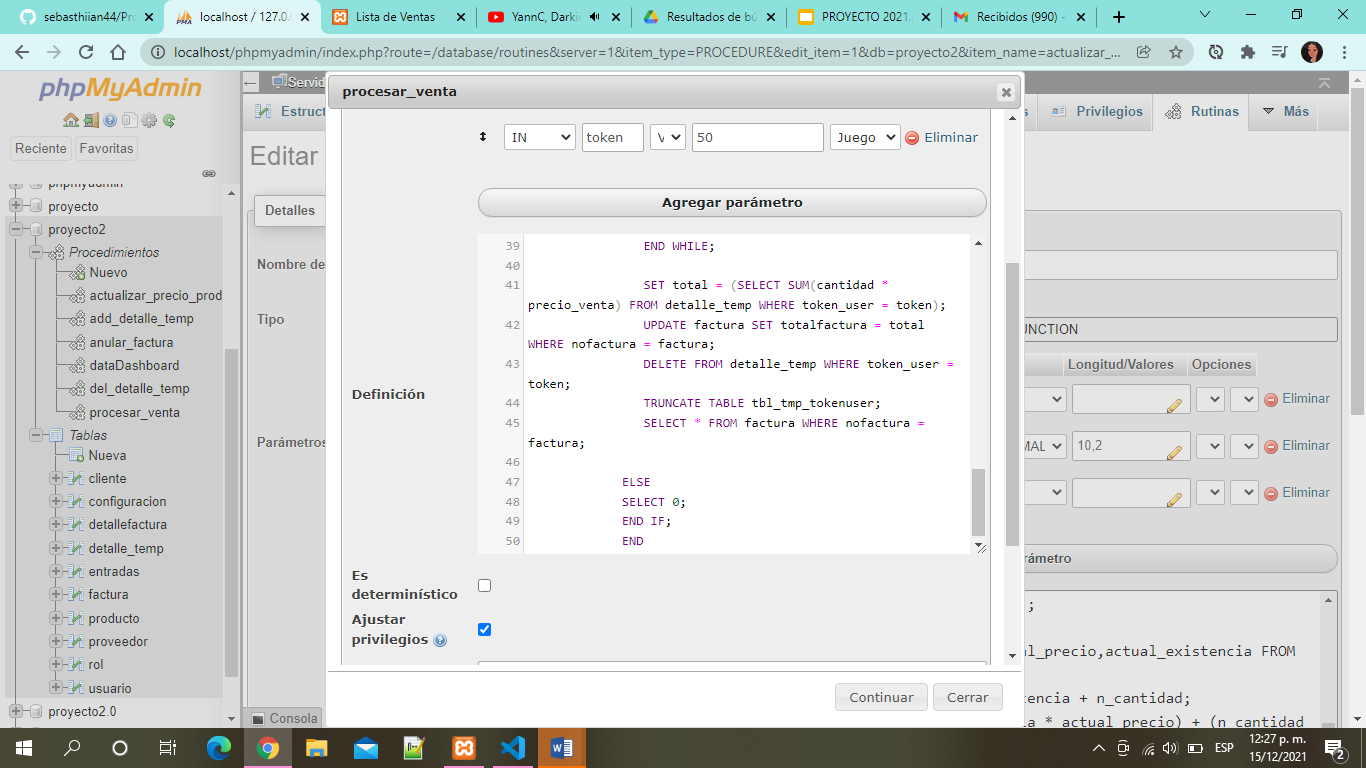 sebasthiian44/Pro
localhost / 127.0.
Lista de Ventas
YannC, Darki
Resultados de bú
PROYECTO 2021.p
Recibidos (990) -
localhost/phpmyadmin/index.php?route=/database/routines&server=1&item_type=PROCEDURE&edit_item=1&db=proyecto2&item_name=actualizar_...
phpMyAdmin
Reciente
Favoritas
phpmyadmin
proyecto
proyecto2
Procedimientos
Nuevo
actualizar_precio_prod
add_detalle_temp
anular_factura
dataDashboard
del_detalle_temp
procesar_venta
Tablas
Nueva
cliente
configuracion
detallefactura
detalle_temp
entradas
factura
producto
proveedor
rol
usuario
proyecto2.0
Servid
Estruct
Privilegios
Rutinas
Más
Editar
Detalles
Nombre de
Tipo
Parámetros
Consola
procesar_venta
IN
token
V
50
Juego
Eliminar
Agregar parámetro
Definición
39 END WHILE;
40
41 SET total = (SELECT SUM(cantidad *
precio_venta) FROM detalle_temp WHERE token_user = token);
42 UPDATE factura SET totalfactura = total
WHERE nofactura = factura;
43 DELETE FROM detalle_temp WHERE token_user =
token;
44 TRUNCATE TABLE tbl_tmp_tokenuser;
45 SELECT * FROM factura WHERE nofactura =
factura;
46
47 ELSE
48 SELECT 0;
49 END IF;
50 END
Es
determinístico
Ajustar
privilegios
Continuar
Cerrar
UNCTION
Longitud/Valores
Opciones
Eliminar
MAL
10,2
Eliminar
Eliminar
rámetro
;
al_precio,actual_existencia FROM
tencia + n_cantidad;
a * actual_precio) + (n_cantidad
ESP
12:27 p. m.
15/12/2021
2